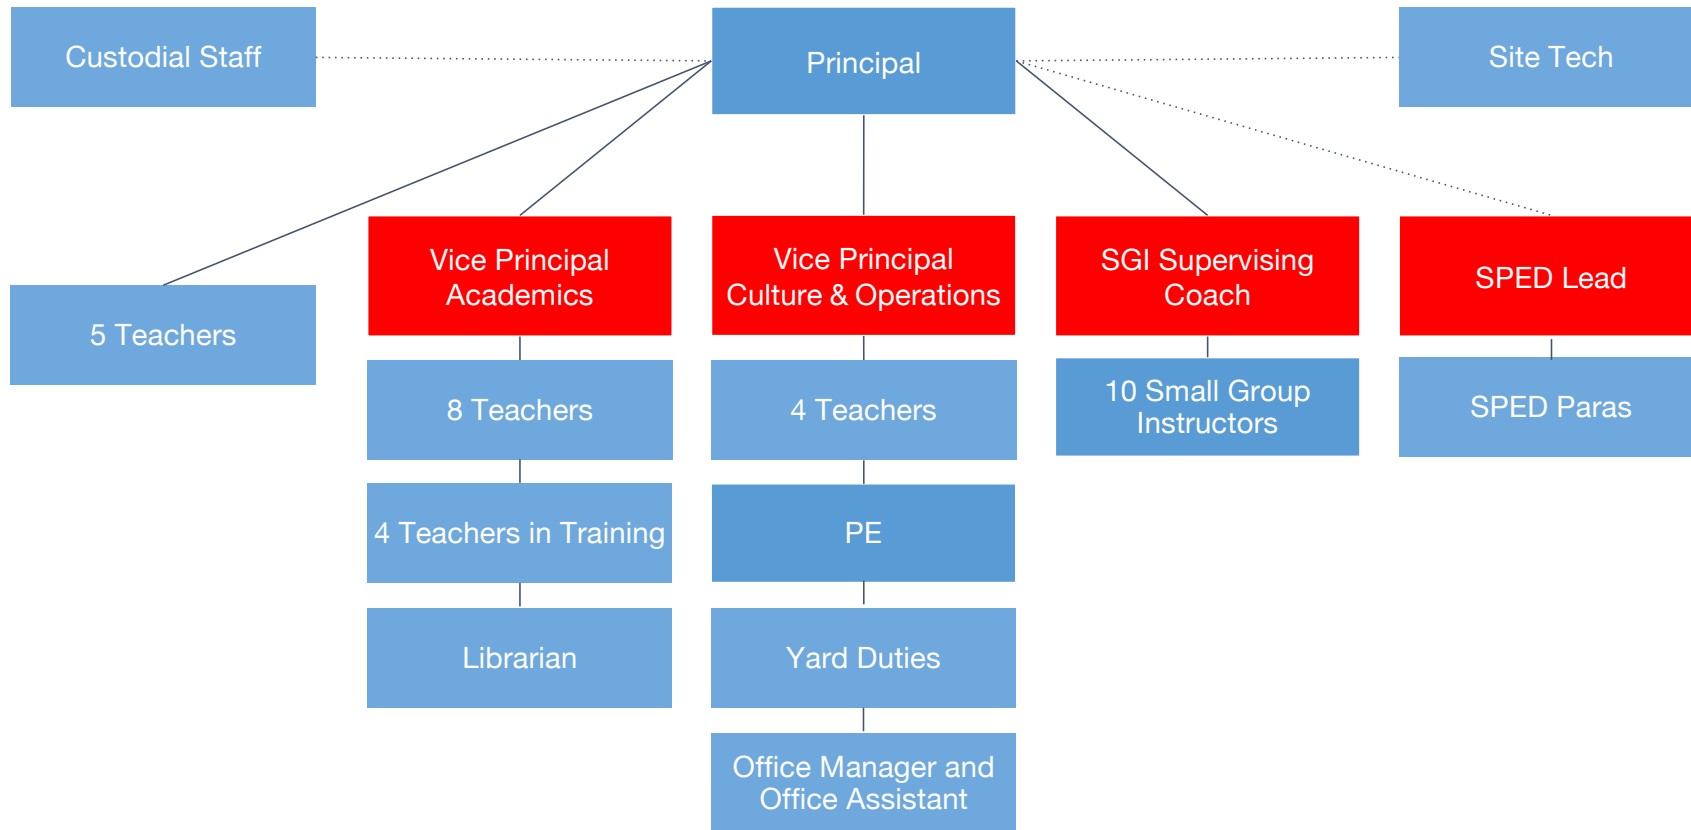 Custodial Staff
Principal
Site Tech
5 Teachers
Vice Principal
Academics
8 Teachers
4 Teachers in Training
Librarian
Vice Principal
Culture & Operations
4 Teachers
PE
Yard Duties
Office Manager and
Office Assistant
SGI Supervising
Coach
10 Small Group
Instructors
SPED Lead
SPED Paras